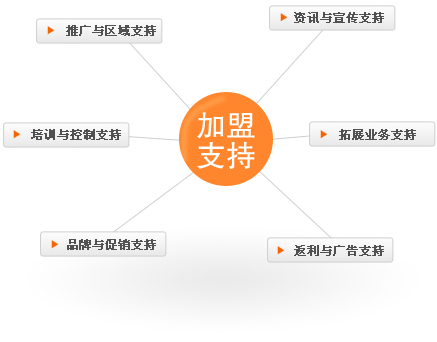 资讯与宣传支持
推广与区域支持
加盟
支持
培训与控制支持
拓展业务支持
品牌与促销支持
返利与广告支持